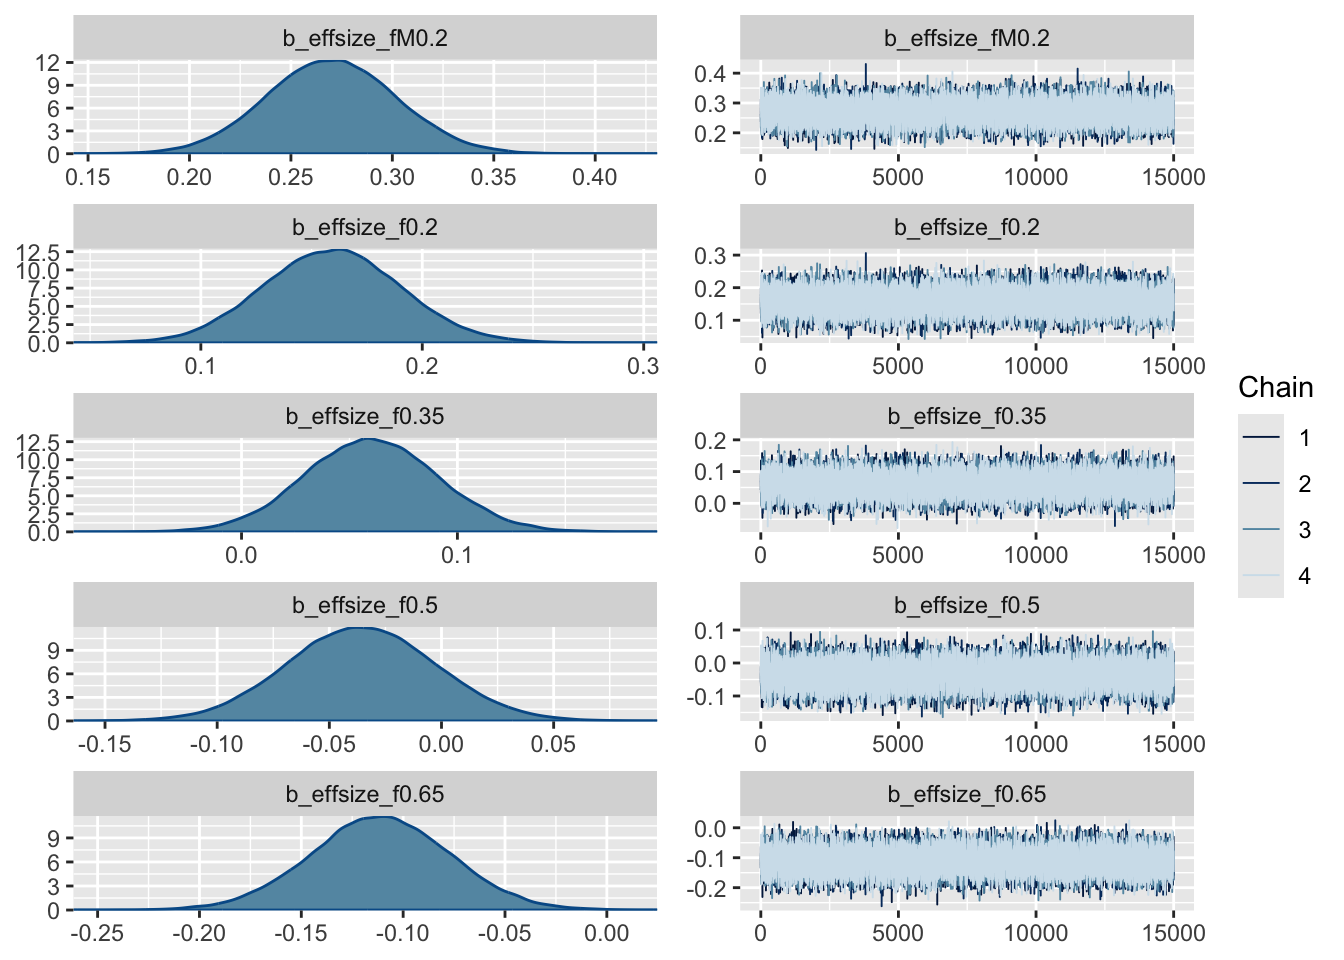 b_effsize_fM0.2
12
9
6
3
0
0.15 0.20 0.25 0.30 0.35 0.40
b_effsize_fM0.2
0.4
0.3
0.2
0 5000 10000 15000
b_effsize_f0.2
12.5
10.0
7.5
5.0
2.5
0.0
0.1 0.2 0.3
b_effsize_f0.2
0.3
0.2
0.1
0 5000 10000 15000
b_effsize_f0.35
12.5
10.0
7.5
5.0
2.5
0.0
0.0 0.1
b_effsize_f0.35
0.2
0.1
0.0
0 5000 10000 15000
b_effsize_f0.5
9
6
3
0
-0.15 -0.10 -0.05 0.00 0.05
b_effsize_f0.5
0.1
0.0
-0.1
0 5000 10000 15000
b_effsize_f0.65
9
6
3
0
-0.25 -0.20 -0.15 -0.10 -0.05 0.00
b_effsize_f0.65
0.0
-0.1
-0.2
0 5000 10000 15000
Chain
1
2
3
4